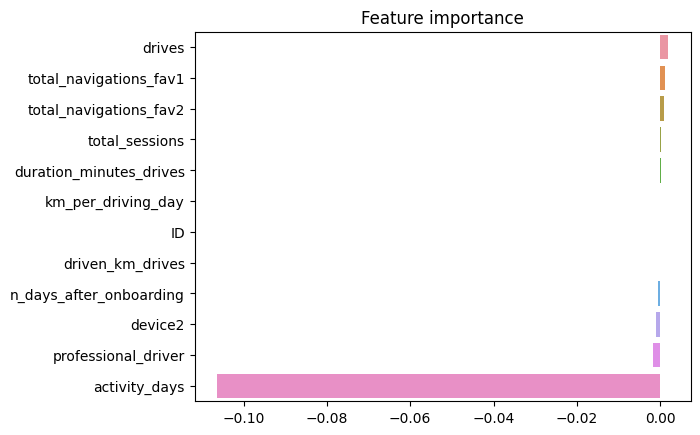 Feature importance
drives
total_navigations_fav1
total_navigations_fav2
total_sessions
duration_minutes_drives
km_per_driving_day
ID
driven_km_drives
n_days_after_onboarding
device2
professional_driver
activity_days
−0.10 −0.08 −0.06 −0.04 −0.02 0.00